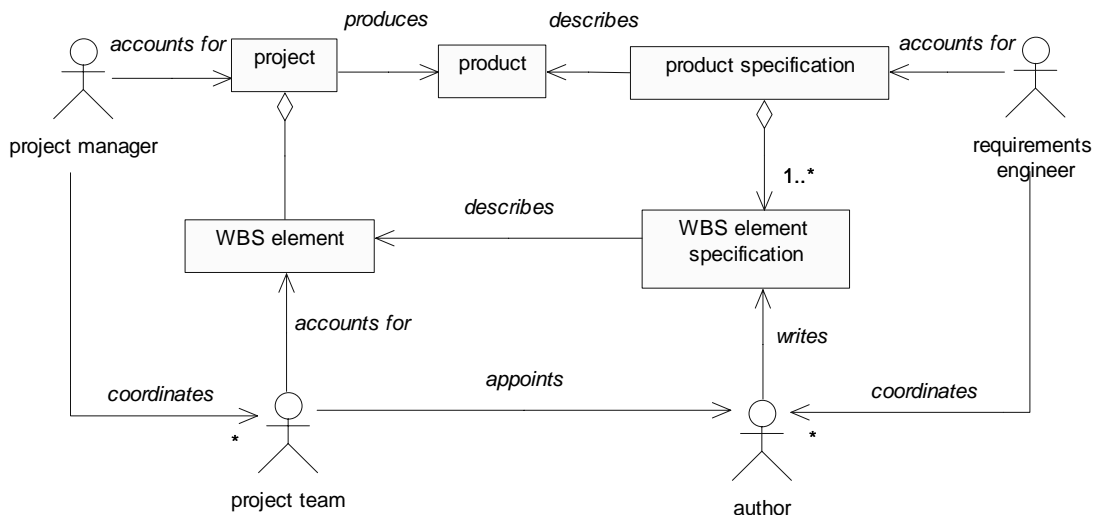 produces
describes
accounts for
accounts for
project
product
product specification
project manager
requirements
engineer
1..*
describes
WBS element
WBS element
specification
accounts for
writes
coordinates
appoints
coordinates
*
*
project team
author